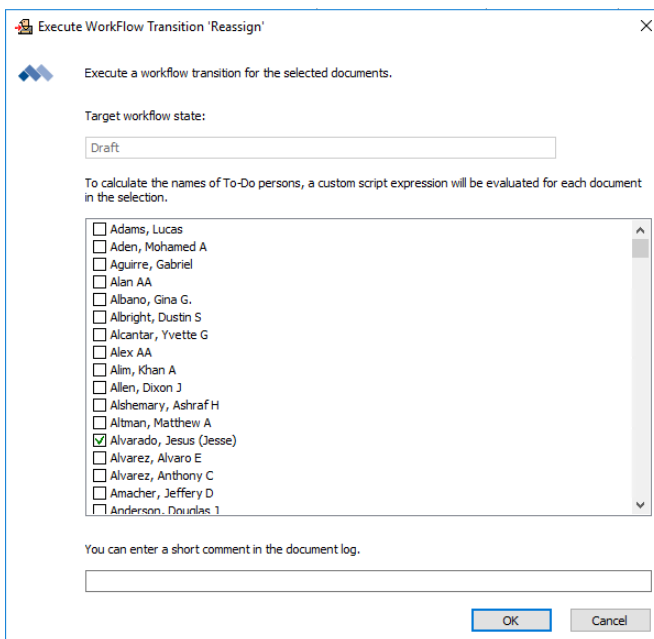 Execute WorkFlow Transition 'Reassign'
Execute a workflow transition for the selected documents.
Target workflow state:
Draft
To calculate the names of To-Do persons, a custom script expression will be evaluated for each document
in the selection.
Adams, Lucas
Aden, Mohamed A
Aguirre, Gabriel
Alan AA
Albano, Gina G.
Albright, Dustin S
Alcantar, Yvette G
Alex AA
Alim, Khan A
Allen, Dixon J
Alshemary, Ashraf H
Altman, Matthew A
Alvarado, Jesus (Jesse)
Alvarez, Alvaro E
Alvarez, Anthony C
Amacher, Jeffery D
Anderson, Douglas J
You can enter a short comment in the document log.
OK
Cancel